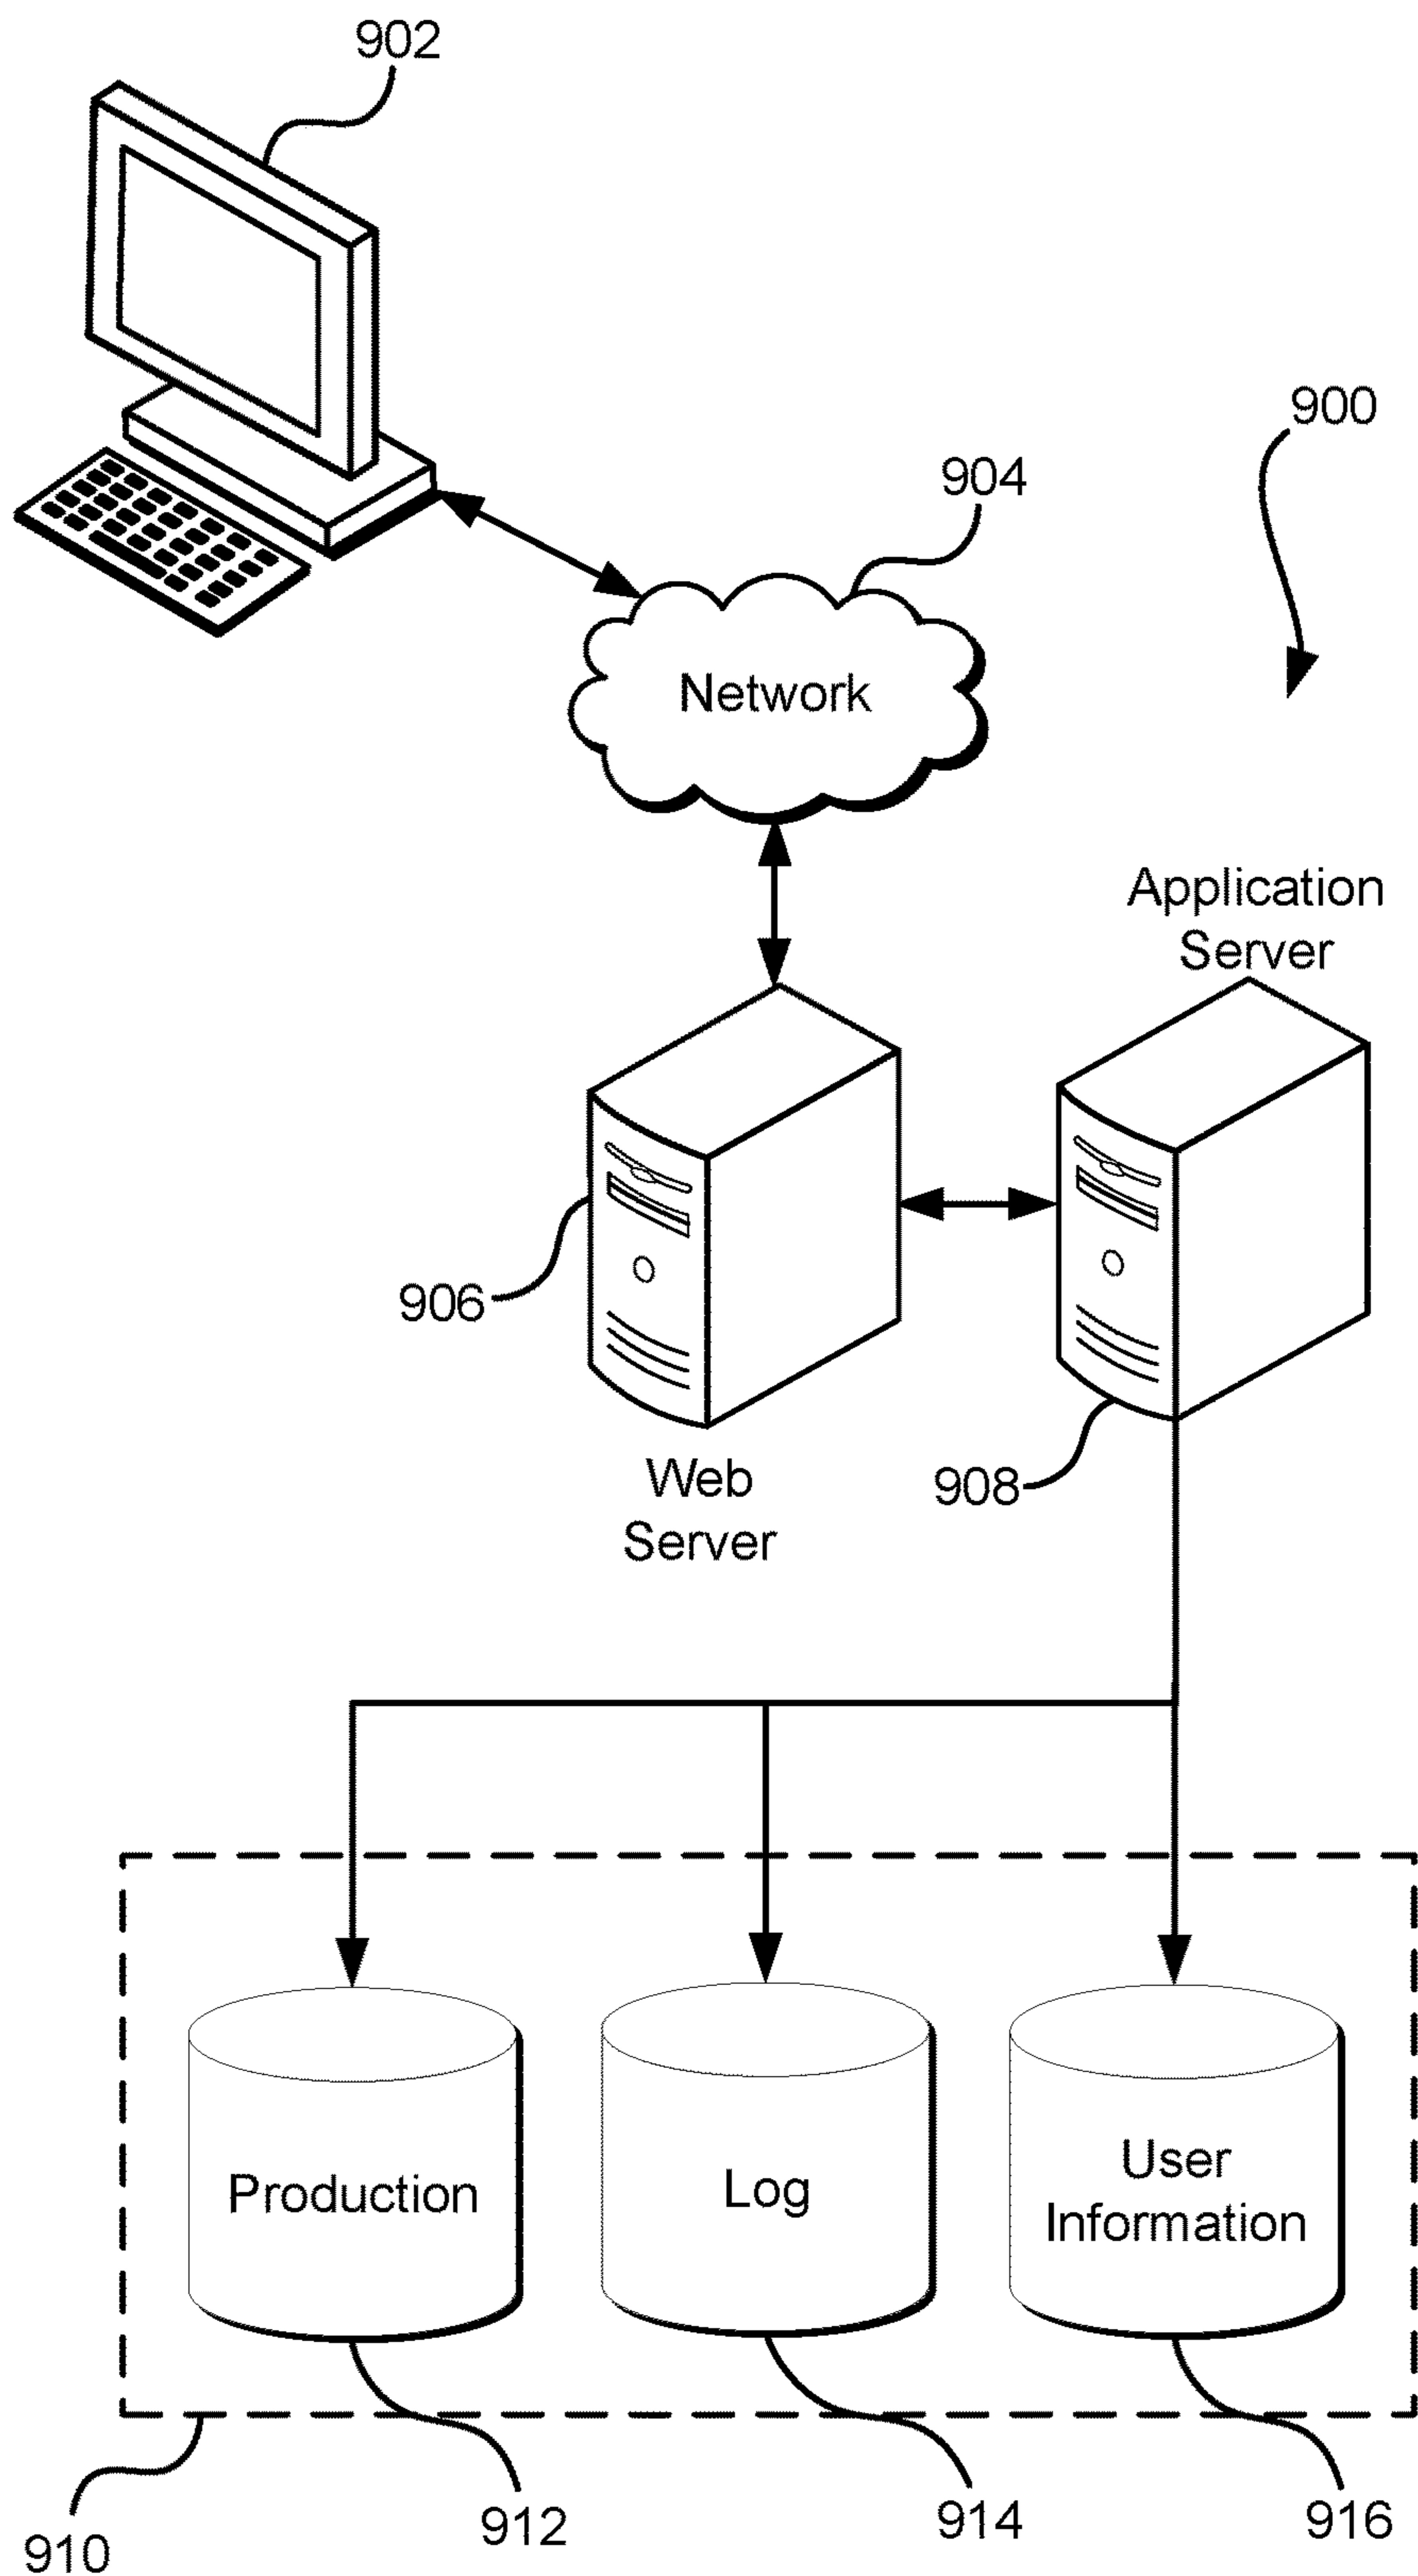 902
900
904
Network
Application
Server
906
908
Web
Server
Production
Log
User
Information
910
912
914
916